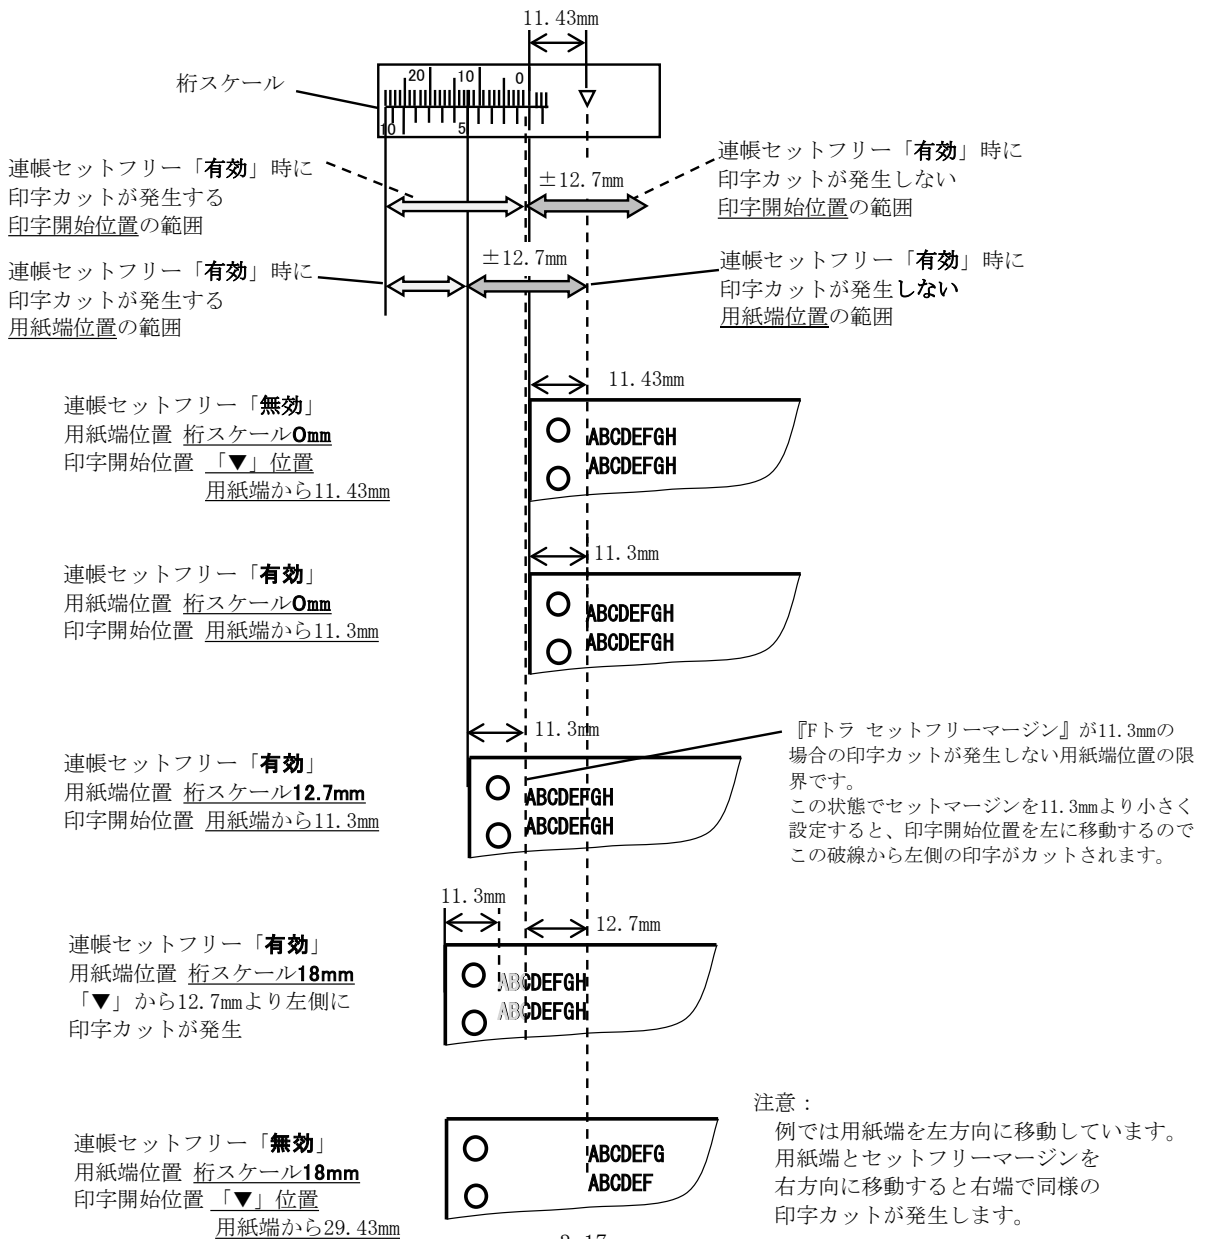 11.43mm
桁スケール
20 10 0
10 5
連帳セットフリー「有効」時に
印字カットが発生する
印字開始位置の範囲
±12.7mm
連帳セットフリー「有効」時に
印字カットが発生しない
印字開始位置の範囲
連帳セットフリー「有効」時に
印字カットが発生する
用紙端位置の範囲
±12.7mm
連帳セットフリー「有効」時に
印字カットが発生しない
用紙端位置の範囲
連帳セットフリー「無効」
用紙端位置 桁スケール0mm
印字開始位置 「▼」位置
用紙端から11.43mm
11.43mm
ABCDEFGH
ABCDEFGH
連帳セットフリー「有効」
用紙端位置 桁スケール0mm
印字開始位置 用紙端から11.3mm
11.3mm
ABCDEFGH
ABCDEFGH
連帳セットフリー「有効」
用紙端位置 桁スケール12.7mm
印字開始位置 用紙端から11.3mm
11.3mm
ABCDEFGH
ABCDEFGH
『Fトラ セットフリーマージン』が11.3mmの
場合の印字カットが発生しない用紙端位置の限
界です。
この状態でセットマージンを11.3mmより小さく
設定すると、印字開始位置を左に移動するので
この破線から左側の印字がカットされます。
連帳セットフリー「有効」
用紙端位置 桁スケール18mm
「▼」から12.7mmより左側に
印字カットが発生
11.3mm
12.7mm
ABCDEFGH
ABCDEFGH
連帳セットフリー「無効」
用紙端位置 桁スケール18mm
印字開始位置 「▼」位置
用紙端から29.43mm
ABCDEFG
ABCDEF
注意：
例では用紙端を左方向に移動しています。
用紙端とセットフリーマージンを
右方向に移動すると右端で同様の
印字カットが発生します。